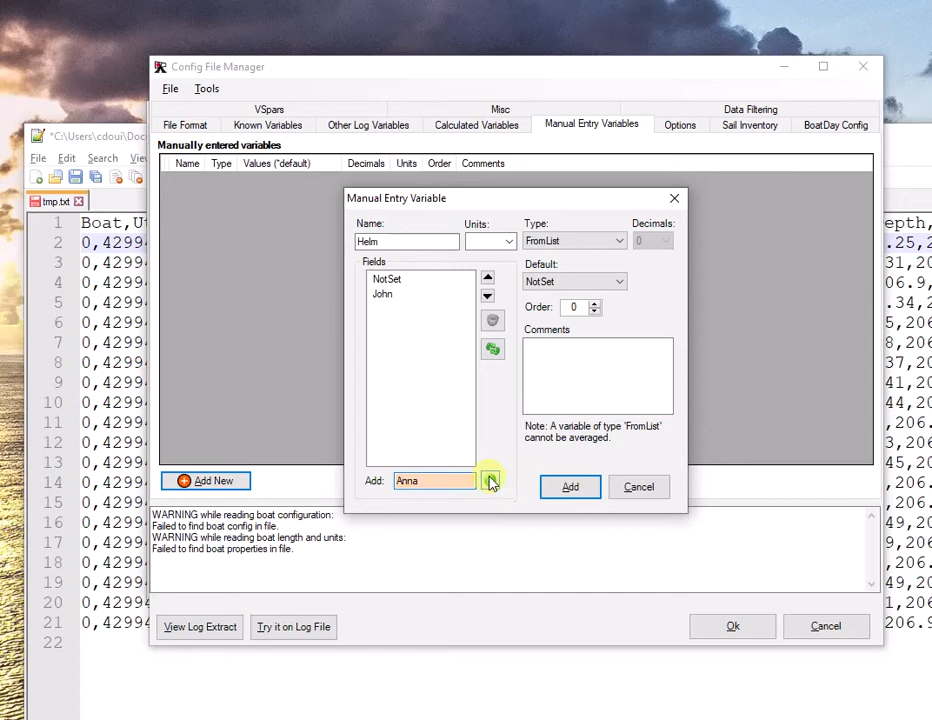 Config File Manager
File Tools
VSpars Misc Data Filtering
File Format Known Variables Other Log Variables Calculated Variables Manual Entry Variables Options Sail Inventory BoatDay Config
Manually entered variables
Name Type Values (*default) Decimals Units Order Comments
*C:\Users\cdoui\Doc
File Edit Search
tmp.txt
Manual Entry Variable
Name: Units: Type: Decimals:
Helm FromList 0
Fields Default:
NotSet NotSet
John
Order: 0
Comments
Note: A variable of type 'FromList'
cannot be averaged.
Add: Anna
Add Cancel
Add New
WARNING while reading boat configuration:
Failed to find boat config in file.
WARNING while reading boat length and units:
Failed to find boat properties in file.
View Log Extract Try it on Log File Ok Cancel
1 Boat,U epth,
2 0,4299 .25,2
3 0,4299 31,20
4 0,4299 06.9,
5 0,4299 .34,2
6 0,4299 5,206
7 0,4299 8,206
8 0,4299 37,20
9 0,4299 41,20
10 0,4299 44,20
11 0,4299 ,206.
12 0,4299 3,206
13 0,4299 45,20
14 0,4299 ,206.
15 0,4299 ,206.
16 0,4299 49,20
17 0,4299 ,206.
18 0,4299 ,206.
19 0,4299 49,20
20 0,4299 1,206
21 0,4299 206.9
22